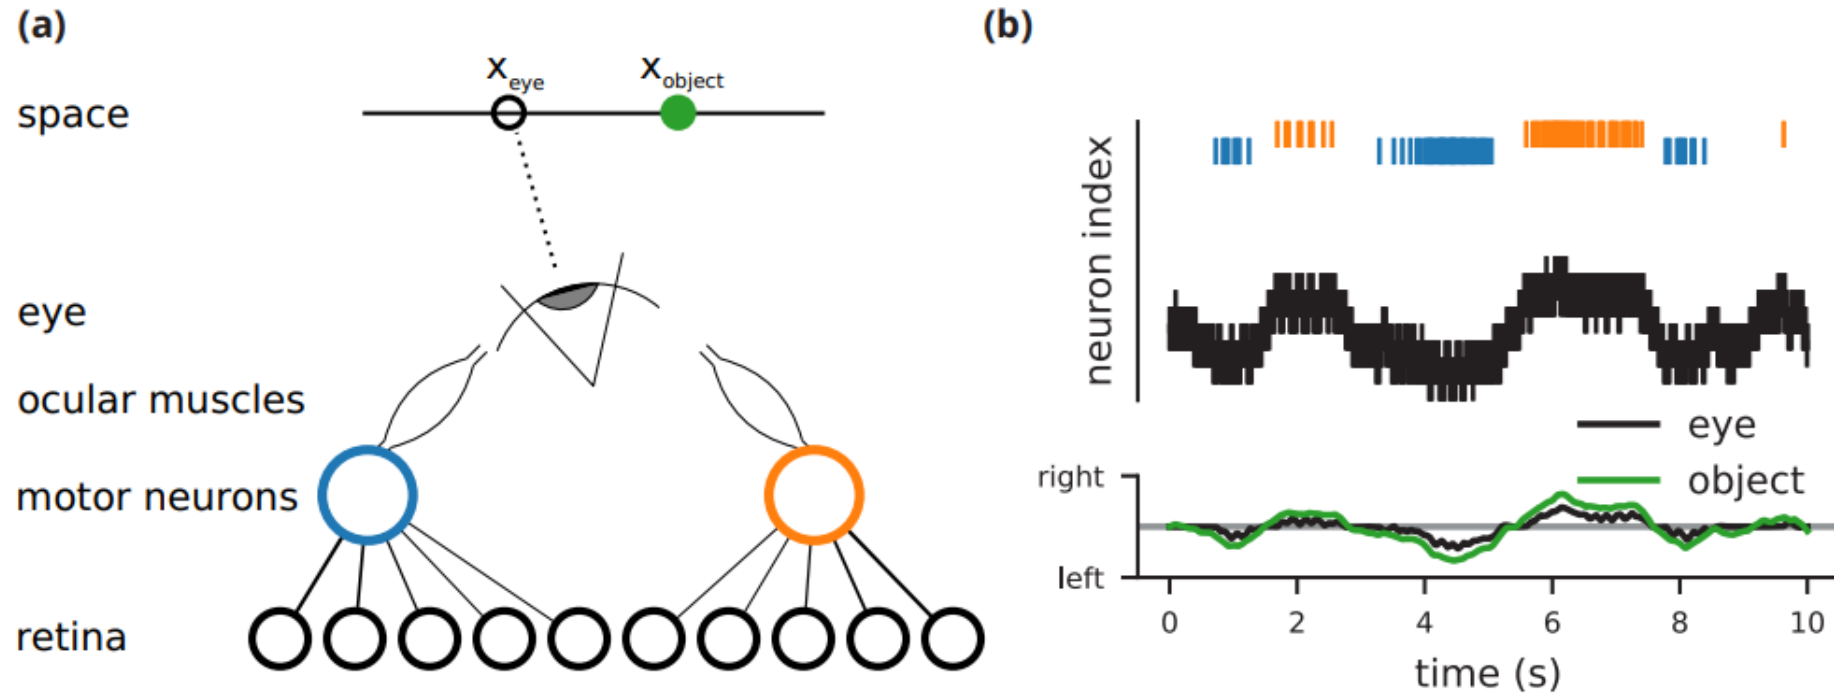 (a)
x_eye x_object
space
eye
ocular muscles
motor neurons
retina
(b)
neuron index
eye
object
right
left
0 2 4 6 8 10
time (s)